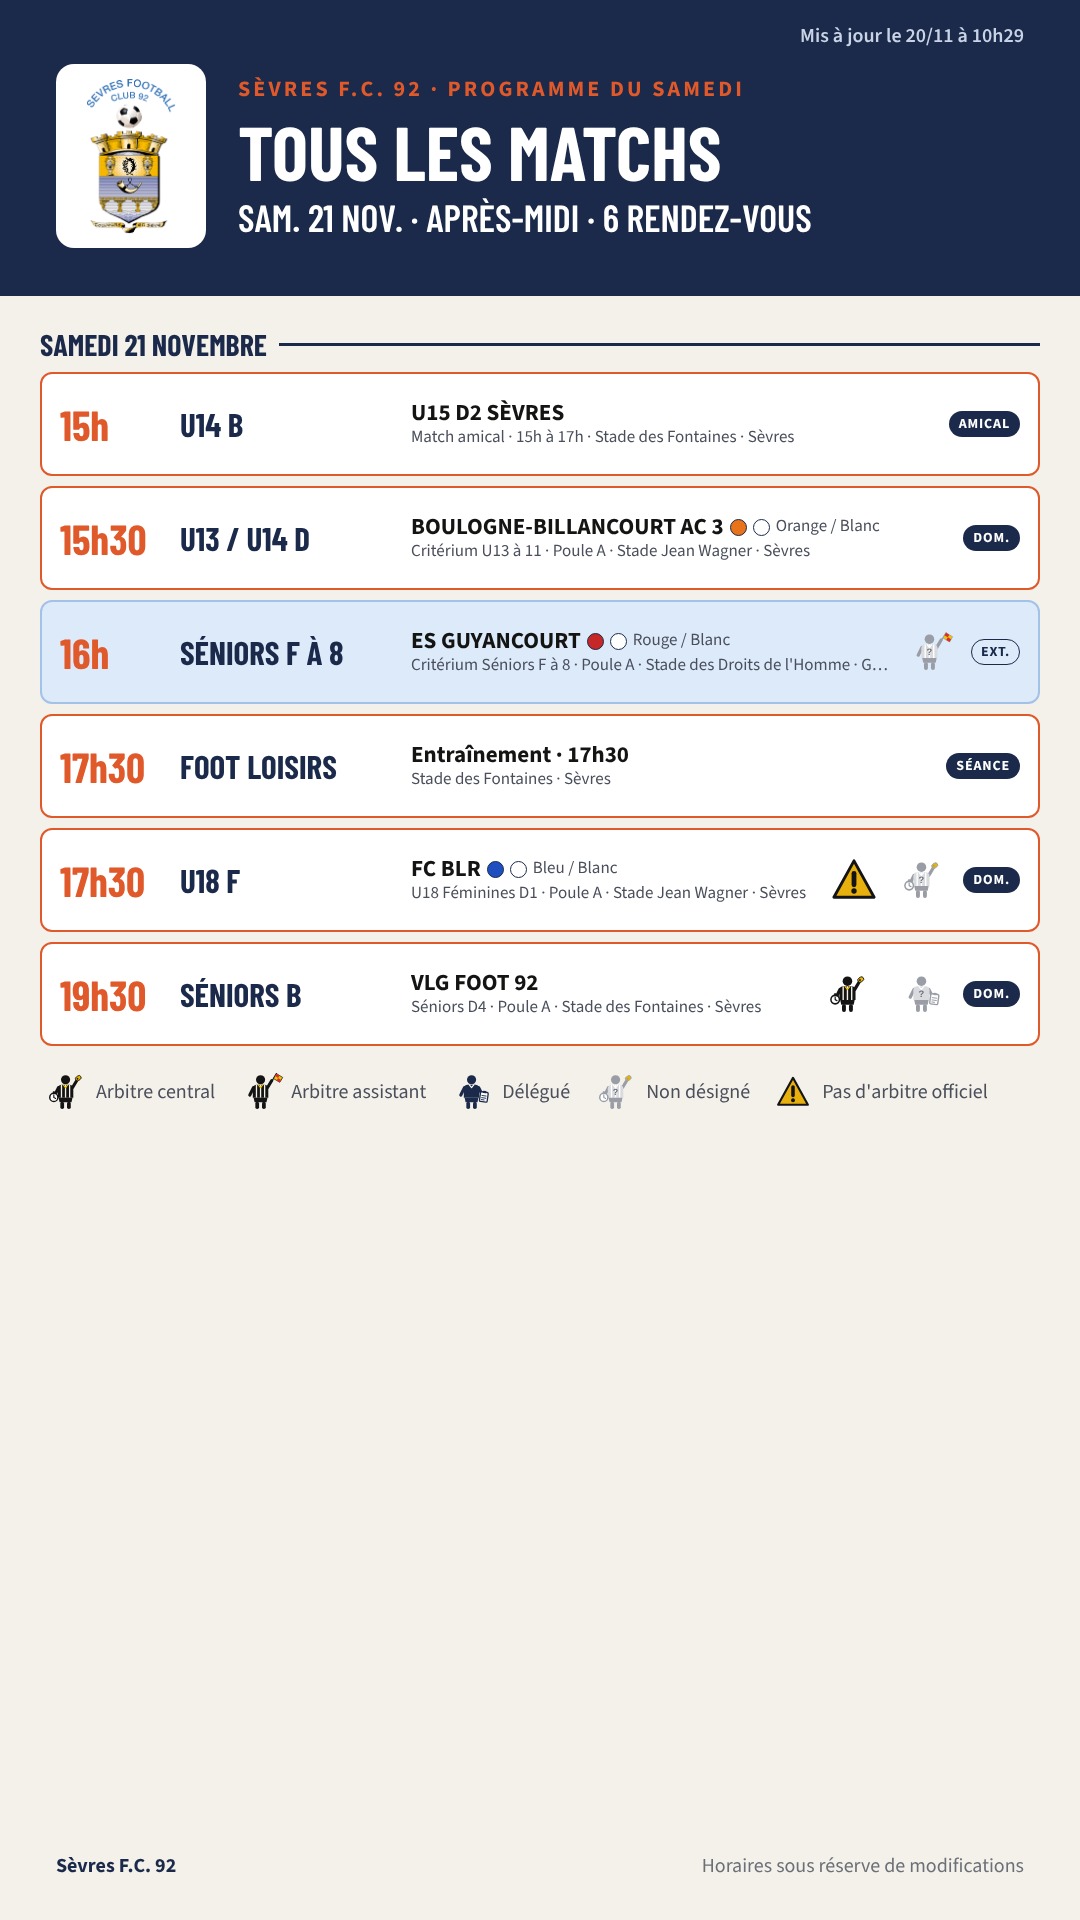 Mis à jour le 20/11 à 10h29
SEVRES FOOTBALL
CLUB 92
SÈVRES F.C. 92 · PROGRAMME DU SAMEDI
TOUS LES MATCHS
SAM. 21 NOV. · APRÈS-MIDI · 6 RENDEZ-VOUS
SAMEDI 21 NOVEMBRE
15h U14 B U15 D2 SÈVRES AMICAL
Match amical · 15h à 17h · Stade des Fontaines · Sèvres
15h30 U13 / U14 D BOULOGNE-BILLANCOURT AC 3 Orange / Blanc DOM.
Critérium U13 à 11 · Poule A · Stade Jean Wagner · Sèvres
16h SÉNIORS F À 8 ES GUYANCOURT Rouge / Blanc ? EXT.
Critérium Séniors F à 8 · Poule A · Stade des Droits de l'Homme · G…
17h30 FOOT LOISIRS Entraînement · 17h30 SÉANCE
Stade des Fontaines · Sèvres
17h30 U18 F FC BLR Bleu / Blanc ? DOM.
U18 Féminines D1 · Poule A · Stade Jean Wagner · Sèvres
19h30 SÉNIORS B VLG FOOT 92 ? DOM.
Séniors D4 · Poule A · Stade des Fontaines · Sèvres
Arbitre central Arbitre assistant Délégué ? Non désigné Pas d'arbitre officiel
Sèvres F.C. 92 Horaires sous réserve de modifications